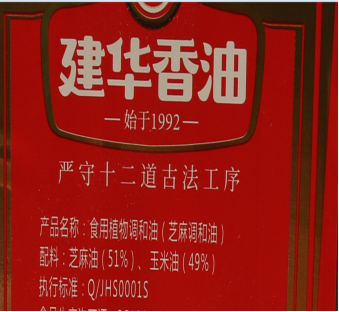 建华香油
—始于1992—
严守十二道古法工序
产品名称：食用植物调和油（芝麻调和油）
配料：芝麻油（51%）、玉米油（49%）
执行标准：Q/JHS0001S